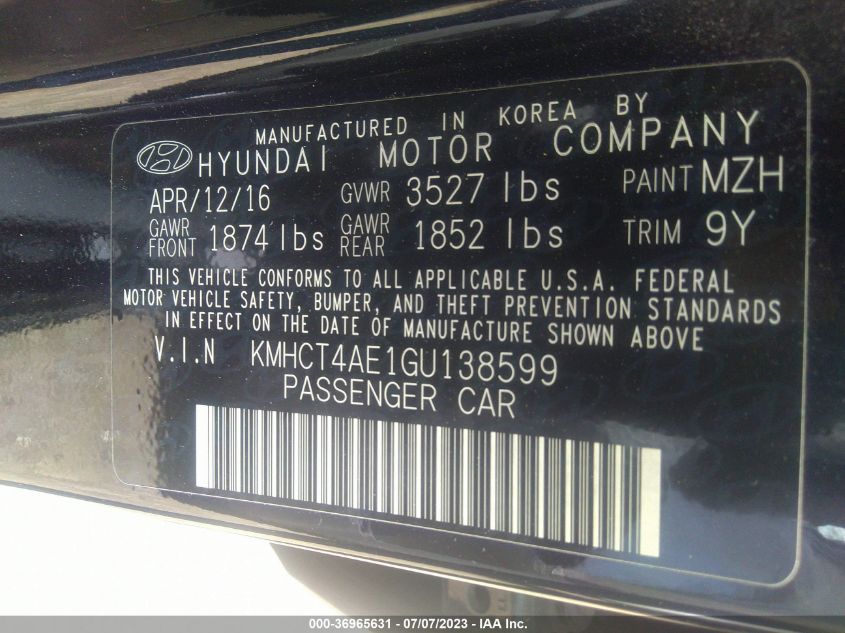 MANUFACTURED IN KOREA BY
HYUNDAI MOTOR COMPANY
APR/12/16 GVWR 3527 lbs PAINT MZH
GAWR FRONT 1874 lbs GAWR REAR 1852 lbs TRIM 9Y
THIS VEHICLE CONFORMS TO ALL APPLICABLE U.S.A. FEDERAL
MOTOR VEHICLE SAFETY, BUMPER, AND THEFT PREVENTION STANDARDS
IN EFFECT ON THE DATE OF MANUFACTURE SHOWN ABOVE
V.I.N KMHCT4AE1GU138599
PASSENGER CAR
000-36965631 - 07/07/2023 - IAA Inc.